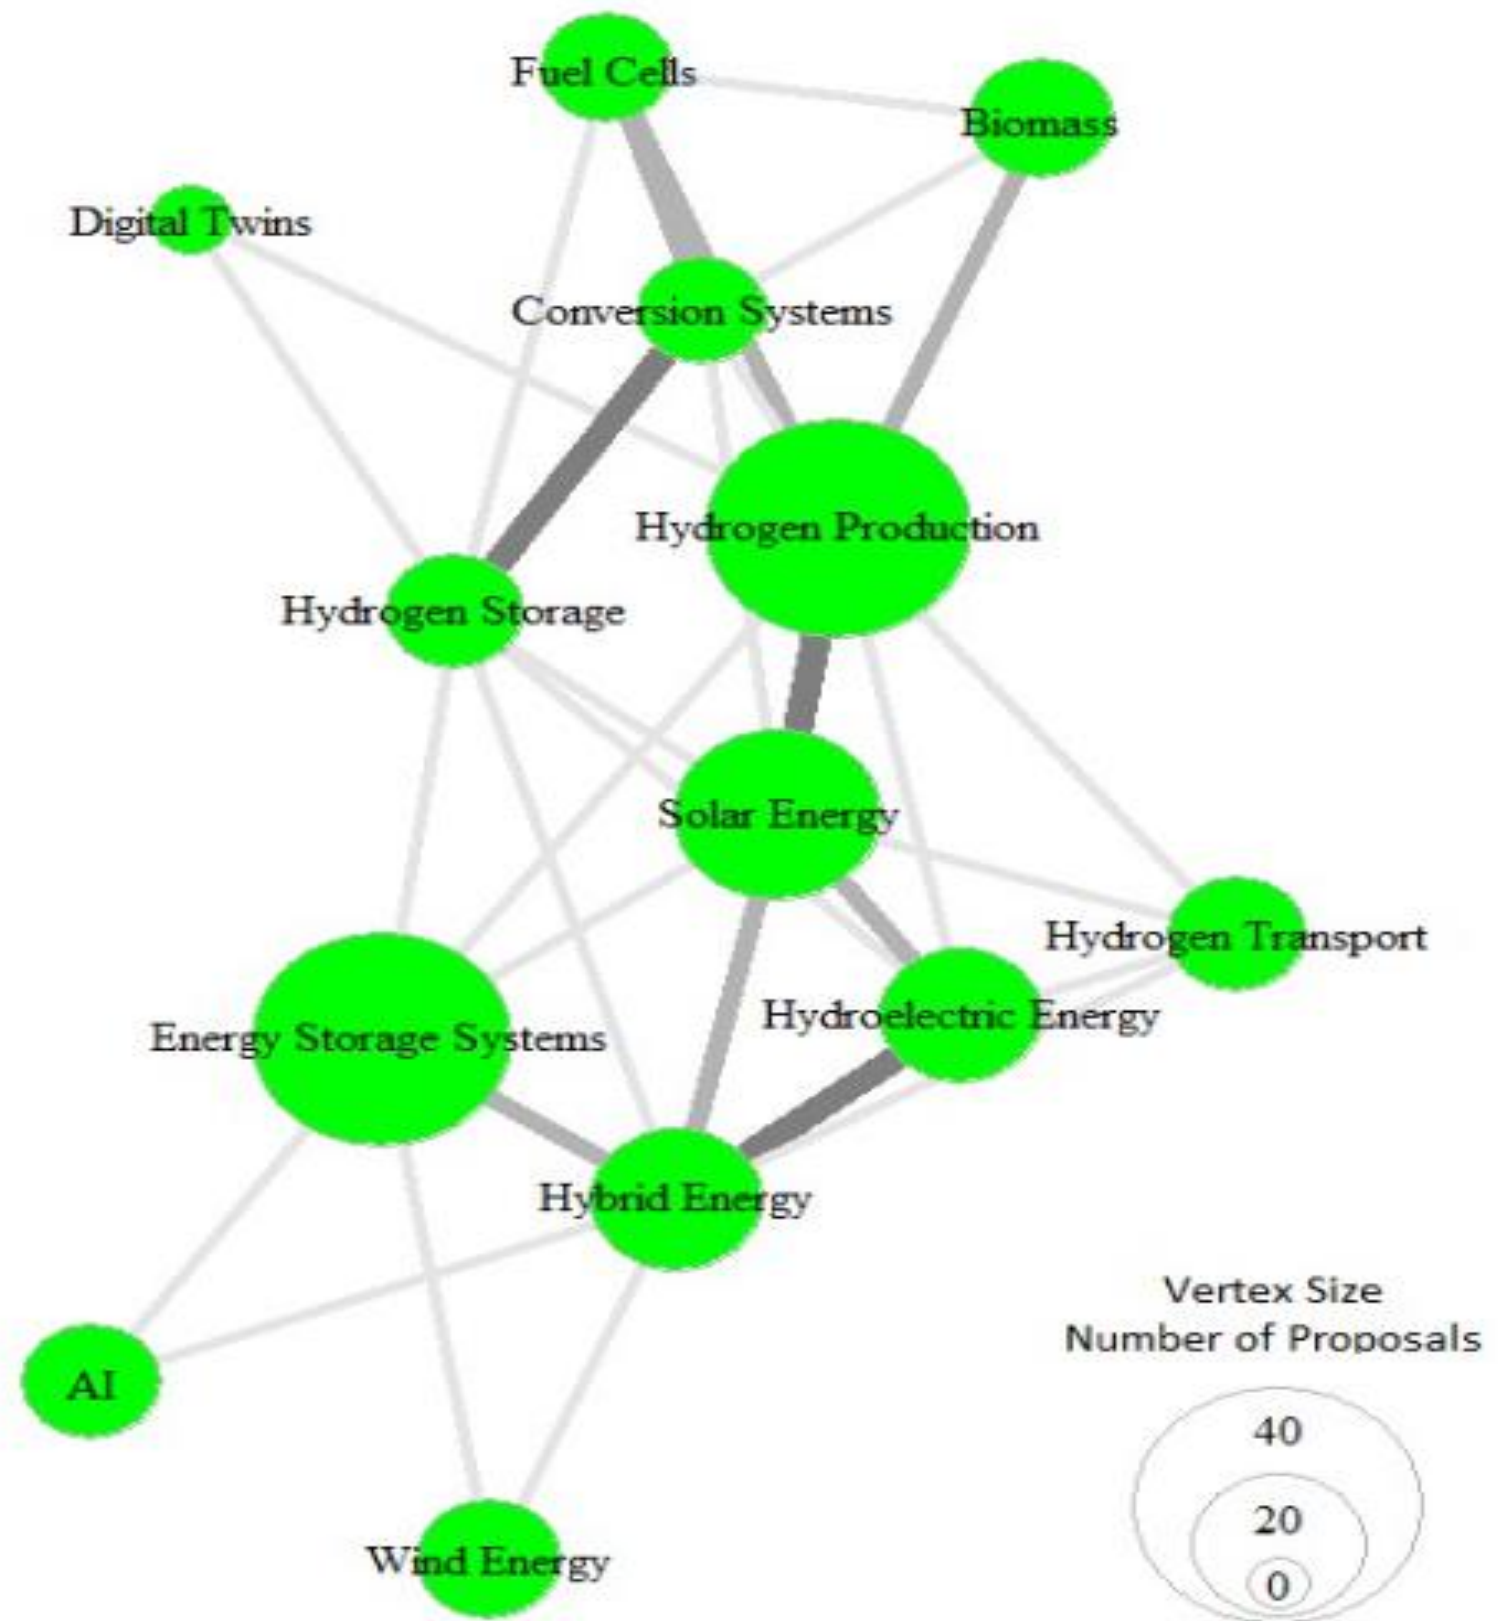 Fuel Cells
Biomass
Digital Twins
Conversion Systems
Hydrogen Production
Hydrogen Storage
Solar Energy
Hydrogen Transport
Hydroelectric Energy
Energy Storage Systems
Hybrid Energy
AI
Wind Energy
Vertex Size
Number of Proposals
40
20
0